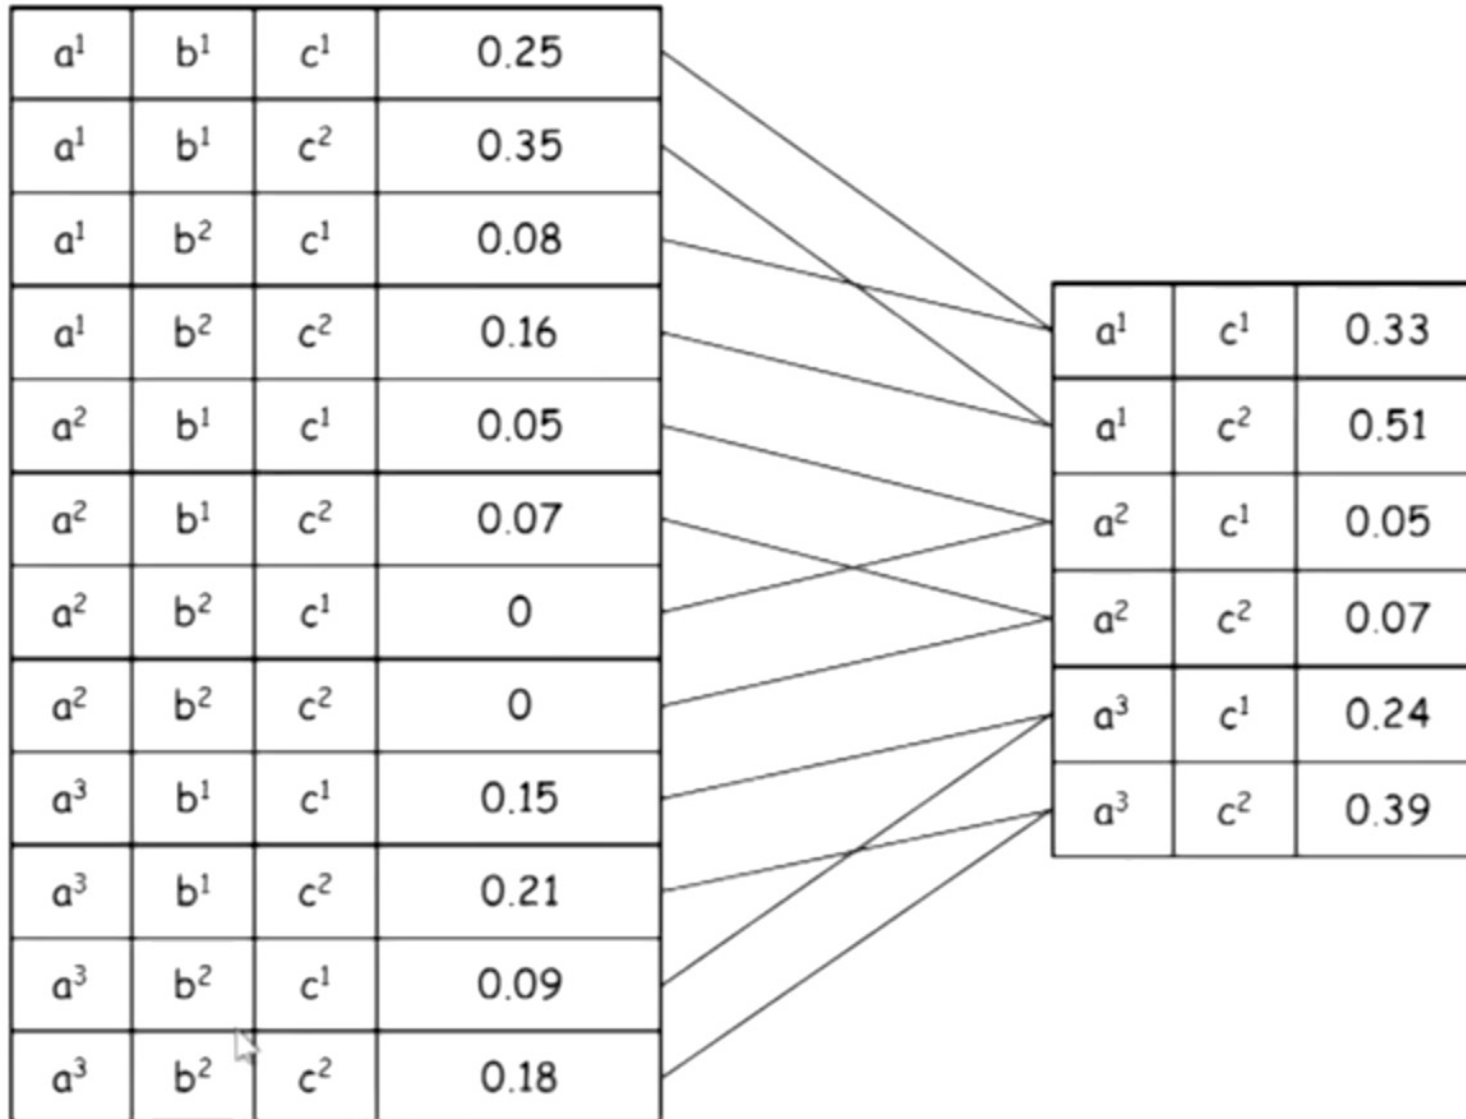 a¹ b¹ c¹ 0.25
a¹ b¹ c² 0.35
a¹ b² c¹ 0.08
a¹ b² c² 0.16
a² b¹ c¹ 0.05
a² b¹ c² 0.07
a² b² c¹ 0
a² b² c² 0
a³ b¹ c¹ 0.15
a³ b¹ c² 0.21
a³ b² c¹ 0.09
a³ b² c² 0.18
a¹ c¹ 0.33
a¹ c² 0.51
a² c¹ 0.05
a² c² 0.07
a³ c¹ 0.24
a³ c² 0.39